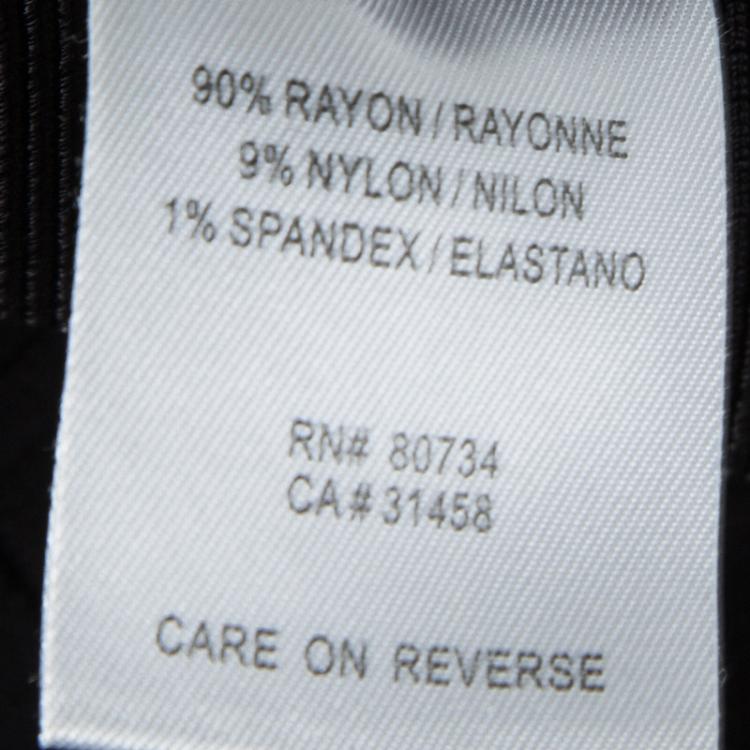 90% RAYON / RAYONNE
9% NYLON / NILON
1% SPANDEX / ELASTANO
RN# 80734
CA # 31458
CARE ON REVERSE